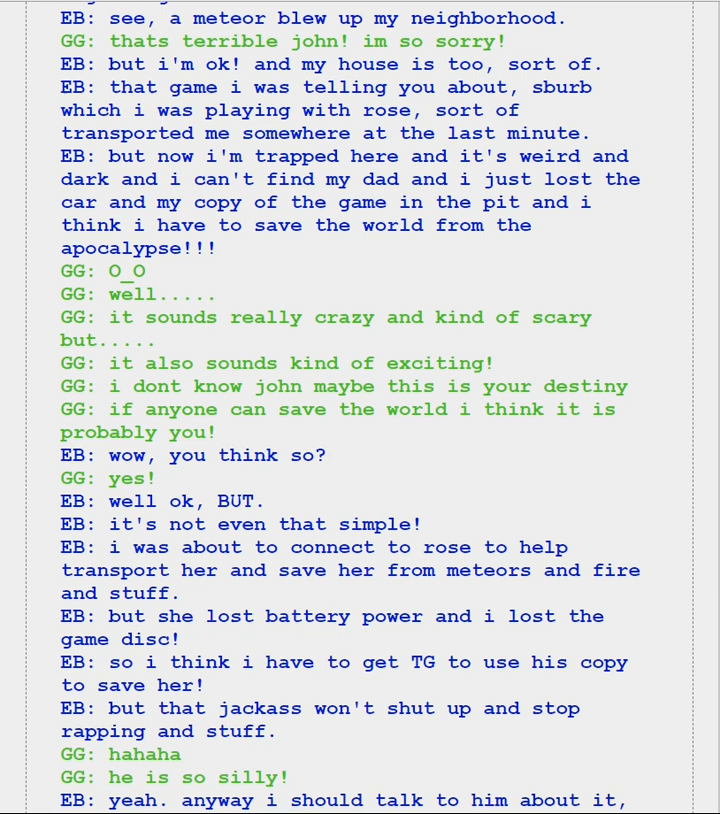 EB: see, a meteor blew up my neighborhood.
GG: thats terrible john! im so sorry!
EB: but i'm ok! and my house is too, sort of.
EB: that game i was telling you about, sburb
which i was playing with rose, sort of
transported me somewhere at the last minute.
EB: but now i'm trapped here and it's weird and
dark and i can't find my dad and i just lost the
car and my copy of the game in the pit and i
think i have to save the world from the
apocalypse!!!
GG: O_O
GG: well.....
GG: it sounds really crazy and kind of scary
but.....
GG: it also sounds kind of exciting!
GG: i dont know john maybe this is your destiny
GG: if anyone can save the world i think it is
probably you!
EB: wow, you think so?
GG: yes!
EB: well ok, BUT.
EB: it's not even that simple!
EB: i was about to connect to rose to help
transport her and save her from meteors and fire
and stuff.
EB: but she lost battery power and i lost the
game disc!
EB: so i think i have to get TG to use his copy
to save her!
EB: but that jackass won't shut up and stop
rapping and stuff.
GG: hahaha
GG: he is so silly!
EB: yeah. anyway i should talk to him about it,